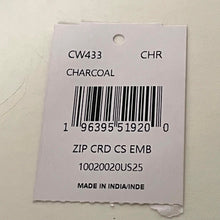 CW433 CHR
CHARCOAL
1 96395 51920 0
ZIP CRD CS EMB
10020020US25
MADE IN INDIA/INDE